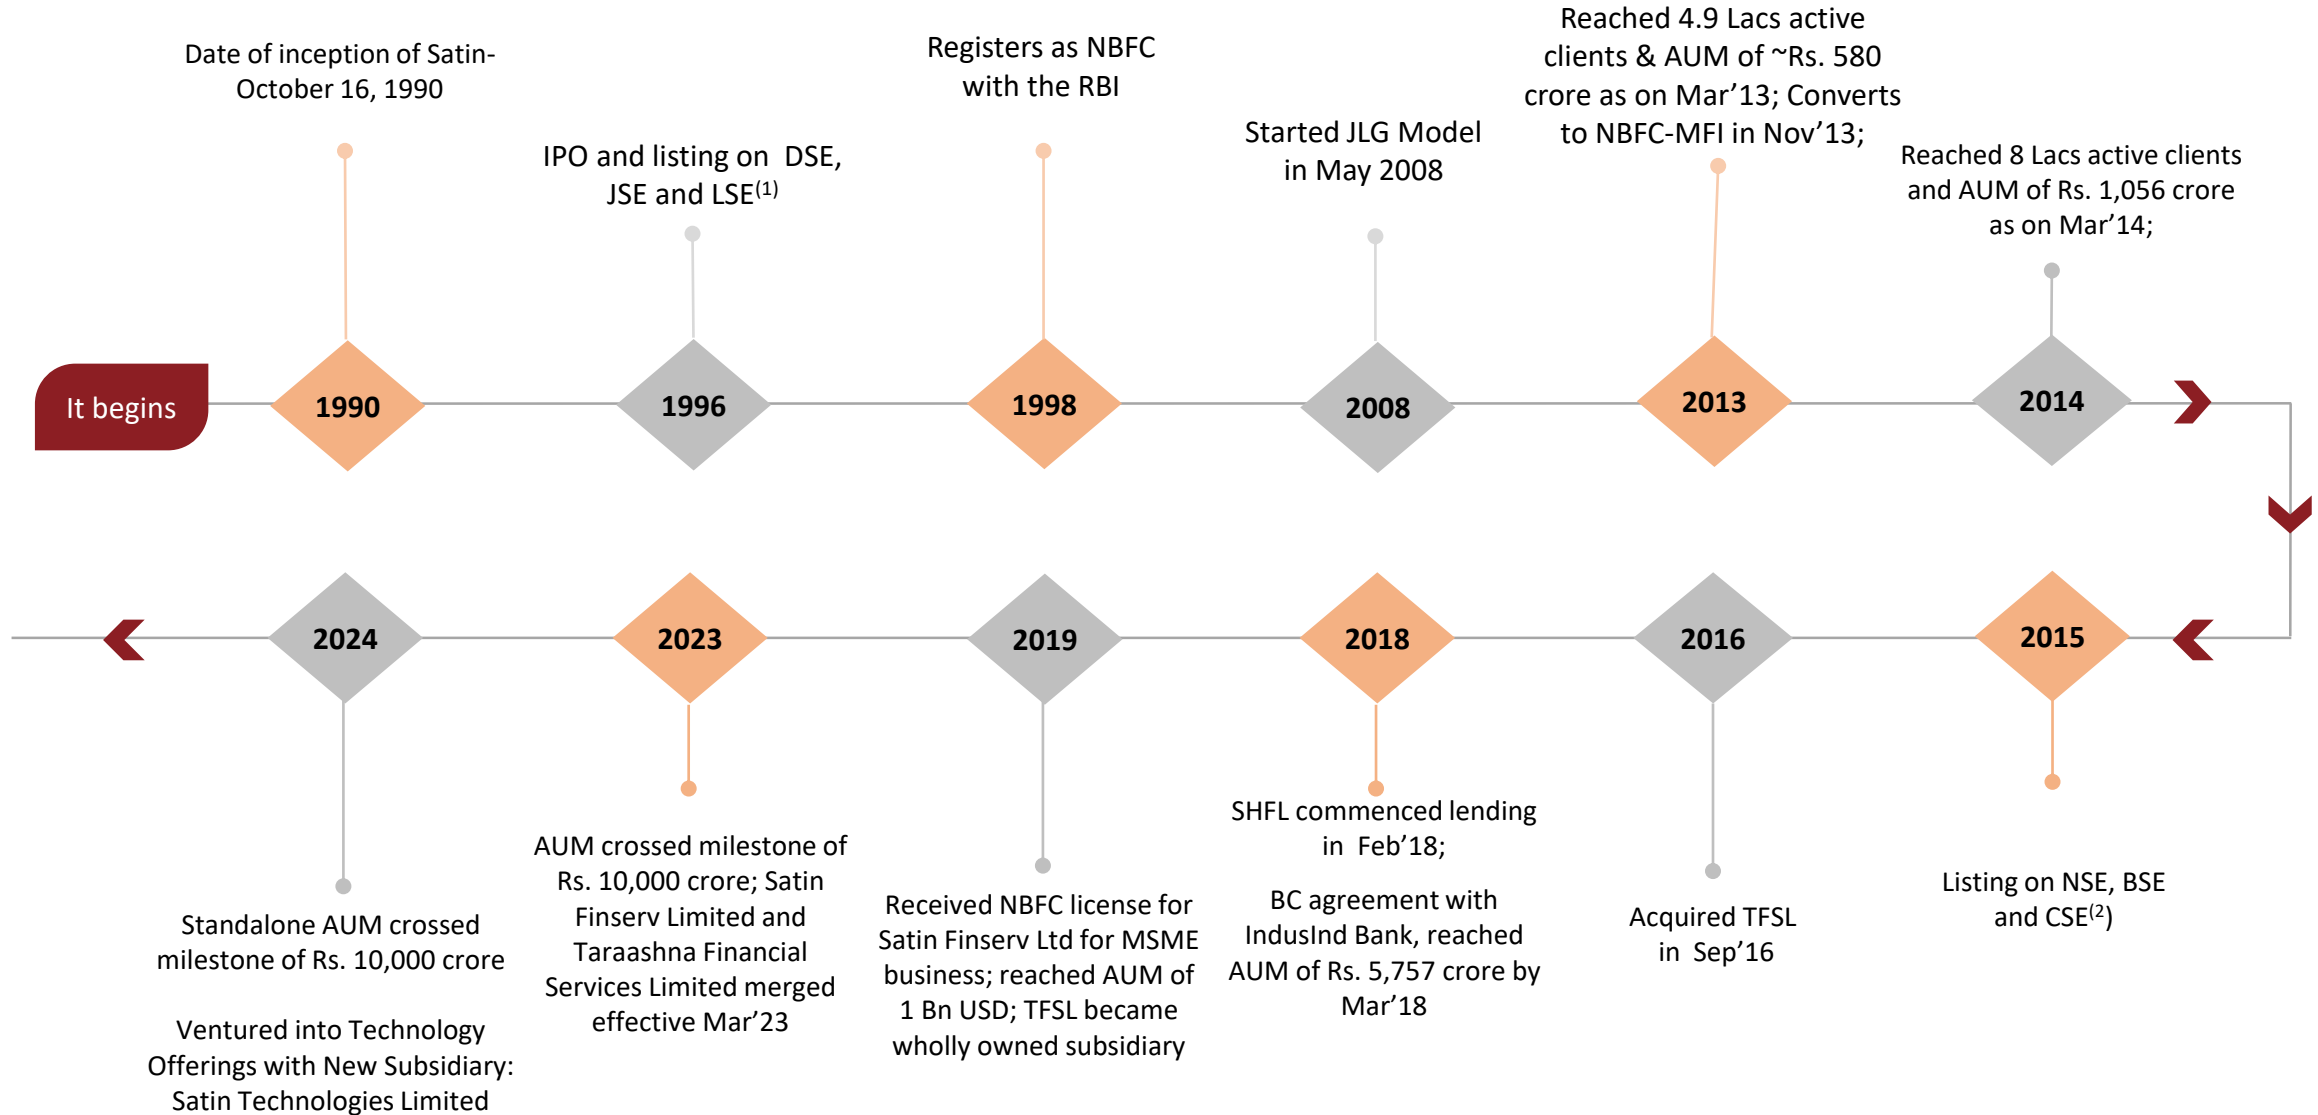 Date of inception of Satin-
October 16, 1990
IPO and listing on DSE,
JSE and LSE(1)
Registers as NBFC
with the RBI
Started JLG Model
in May 2008
Reached 4.9 Lacs active
clients & AUM of ~Rs. 580
crore as on Mar’13; Converts
to NBFC-MFI in Nov’13;
Reached 8 Lacs active clients
and AUM of Rs. 1,056 crore
as on Mar’14;
It begins
1990
1996
1998
2008
2013
2014
2024
2023
2019
2018
2016
2015
Standalone AUM crossed
milestone of Rs. 10,000 crore
Ventured into Technology
Offerings with New Subsidiary:
Satin Technologies Limited
AUM crossed milestone of
Rs. 10,000 crore; Satin
Finserv Limited and
Taraashna Financial
Services Limited merged
effective Mar’23
Received NBFC license for
Satin Finserv Ltd for MSME
business; reached AUM of
1 Bn USD; TFSL became
wholly owned subsidiary
SHFL commenced lending
in Feb’18;
BC agreement with
IndusInd Bank, reached
AUM of Rs. 5,757 crore by
Mar’18
Acquired TFSL
in Sep’16
Listing on NSE, BSE
and CSE(2)